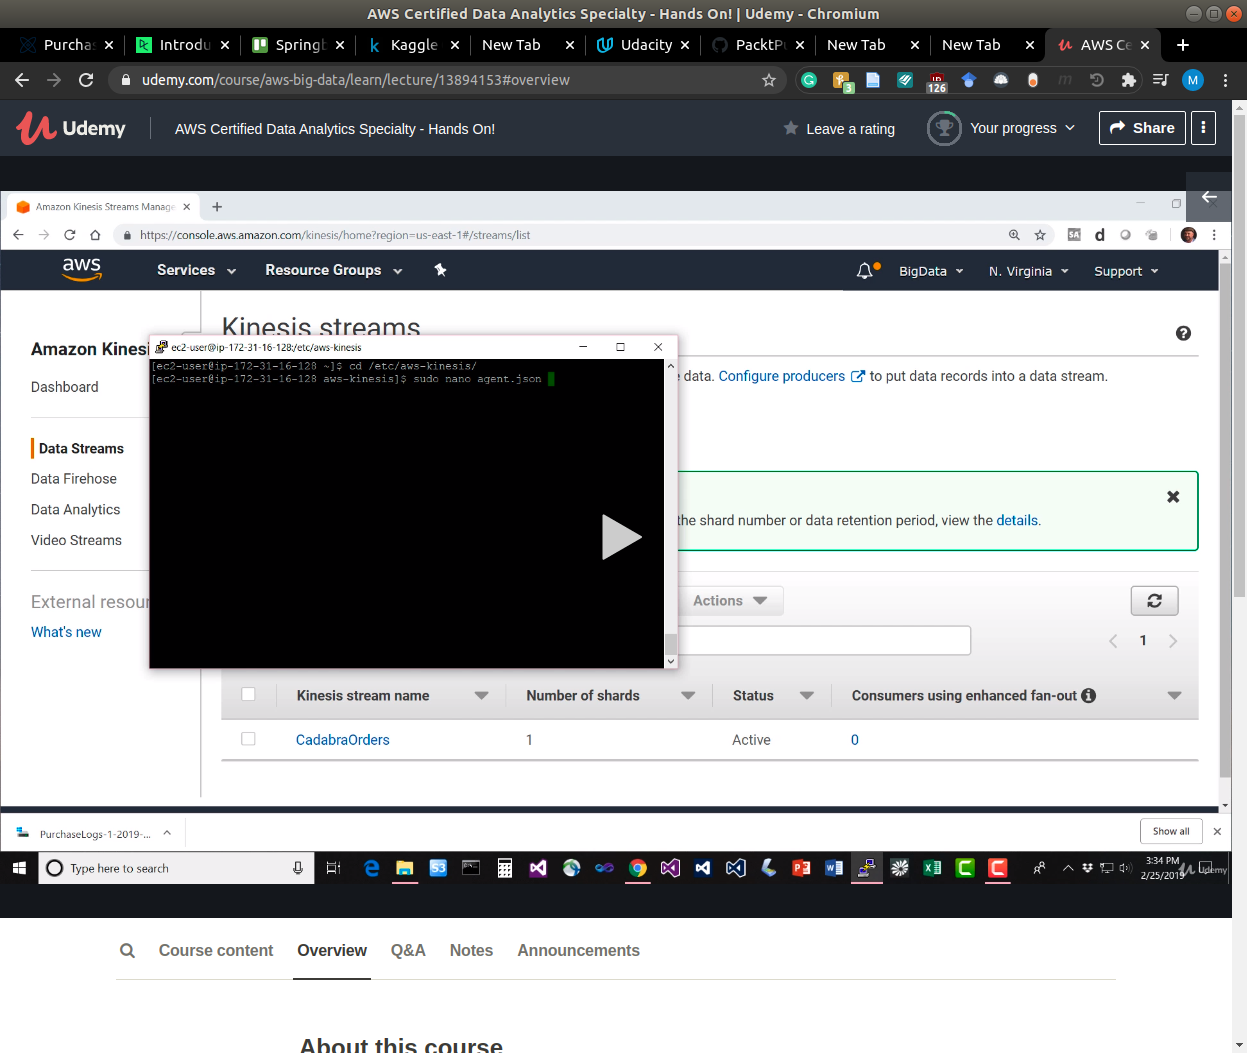 AWS Certified Data Analytics Specialty - Hands On! | Udemy - Chromium
Purchas
Introdu
Springb
Kaggle
New Tab
Udacity
PacktPu
New Tab
New Tab
AWS Ce
udemy.com/course/aws-big-data/learn/lecture/13894153#overview
3
126
M
Udemy
AWS Certified Data Analytics Specialty - Hands On!
Leave a rating
Your progress
Share
Amazon Kinesis Streams Manage
https://console.aws.amazon.com/kinesis/home?region=us-east-1#/streams/list
aws
Services
Resource Groups
BigData
N. Virginia
Support
Kinesis streams
Amazon Kinesi
Dashboard
Data Streams
Data Firehose
Data Analytics
Video Streams
External resour
What's new
ec2-user@ip-172-31-16-128:/etc/aws-kinesis
[ec2-user@ip-172-31-16-128 ~]$ cd /etc/aws-kinesis/
[ec2-user@ip-172-31-16-128 aws-kinesis]$ sudo nano agent.json
data. Configure producers to put data records into a data stream.
the shard number or data retention period, view the details.
Actions
1
Kinesis stream name
Number of shards
Status
Consumers using enhanced fan-out
CadabraOrders
1
Active
0
PurchaseLogs-1-2019-...
Show all
Type here to search
3:34 PM
2/25/2019
Udemy
Course content
Overview
Q&A
Notes
Announcements
About this course